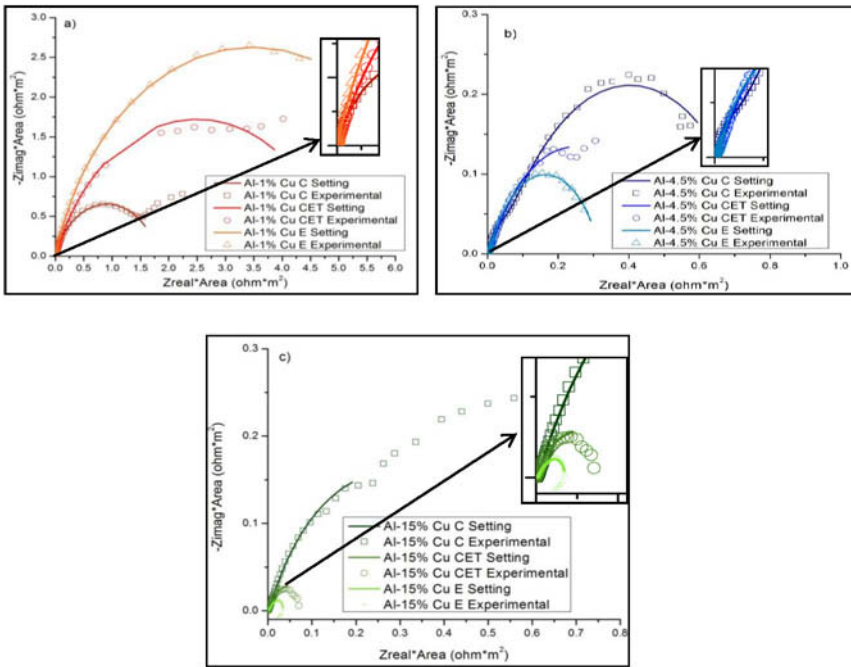 a)
-Zimag*Area (ohm*m²)
3.0
2.5
2.0
1.5
1.0
0.5
0.0
Al-1% Cu C Setting
Al-1% Cu C Experimental
Al-1% Cu CET Setting
Al-1% Cu CET Experimental
Al-1% Cu E Setting
Al-1% Cu E Experimental
0.0 0.5 1.0 1.5 2.0 2.5 3.0 3.5 4.0 4.5 5.0 5.5 6.0
Zreal*Area (ohm*m²)
b)
-Zimag*Area (ohm*m²)
0.3
0.2
0.1
0.0
Al-4.5% Cu C Setting
Al-4.5% Cu C Experimental
Al-4.5% Cu CET Setting
Al-4.5% Cu CET Experimental
Al-4.5% Cu E Setting
Al-4.5% Cu E Experimental
0.0 0.2 0.4 0.6 0.8 1.0
Zreal*Area (ohm*m²)
c)
-Zimag*Area (ohm*m²)
0.3
0.2
0.1
0.0
Al-15% Cu C Setting
Al-15% Cu C Experimental
Al-15% Cu CET Setting
Al-15% Cu CET Experimental
Al-15% Cu E Setting
Al-15% Cu E Experimental
0.0 0.1 0.2 0.3 0.4 0.5 0.6 0.7 0.8
Zreal*Area (ohm*m²)